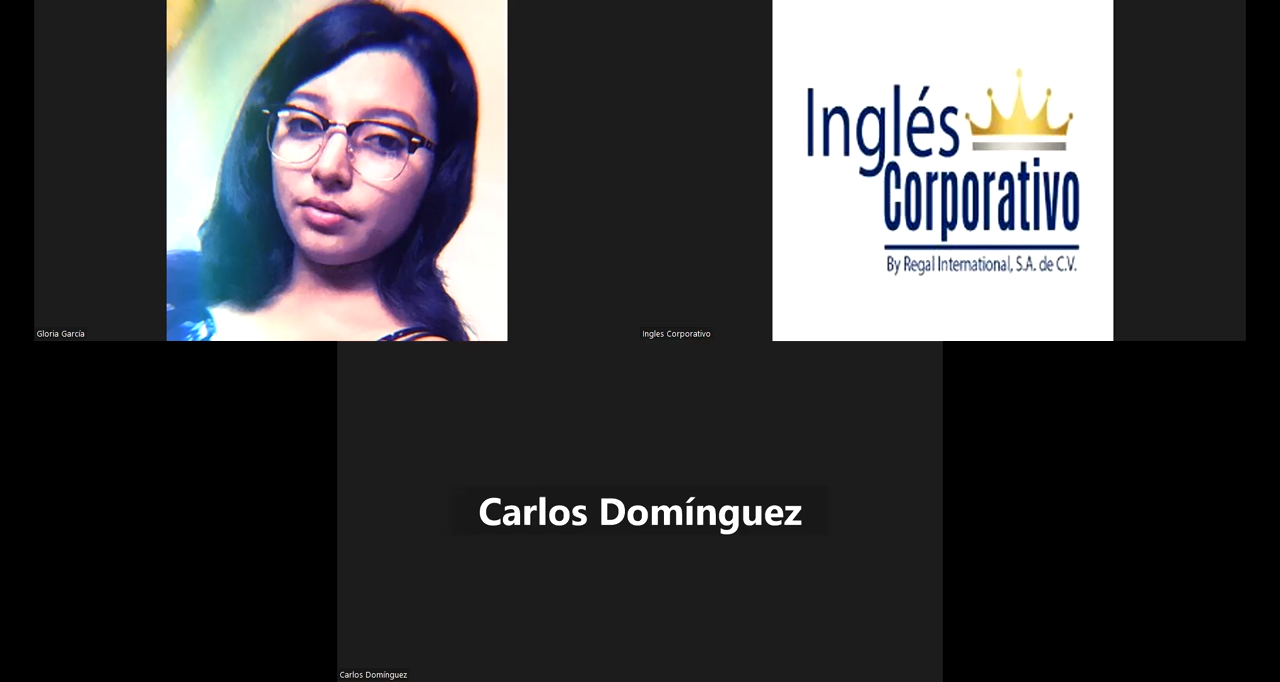 Inglés
Corporativo
By Regal International, S.A. de C.V.
Gloria García
Ingles Corporativo
Carlos Domínguez
Carlos Domínguez